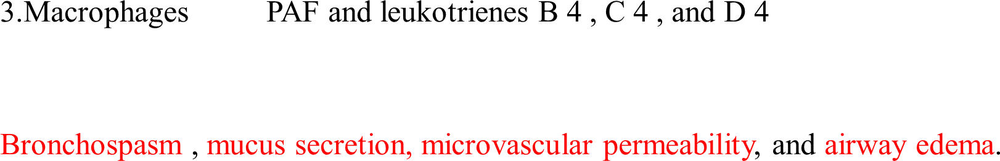 3.Macrophages PAF and leukotrienes B 4 , C 4 , and D 4
Bronchospasm , mucus secretion, microvascular permeability, and airway edema.